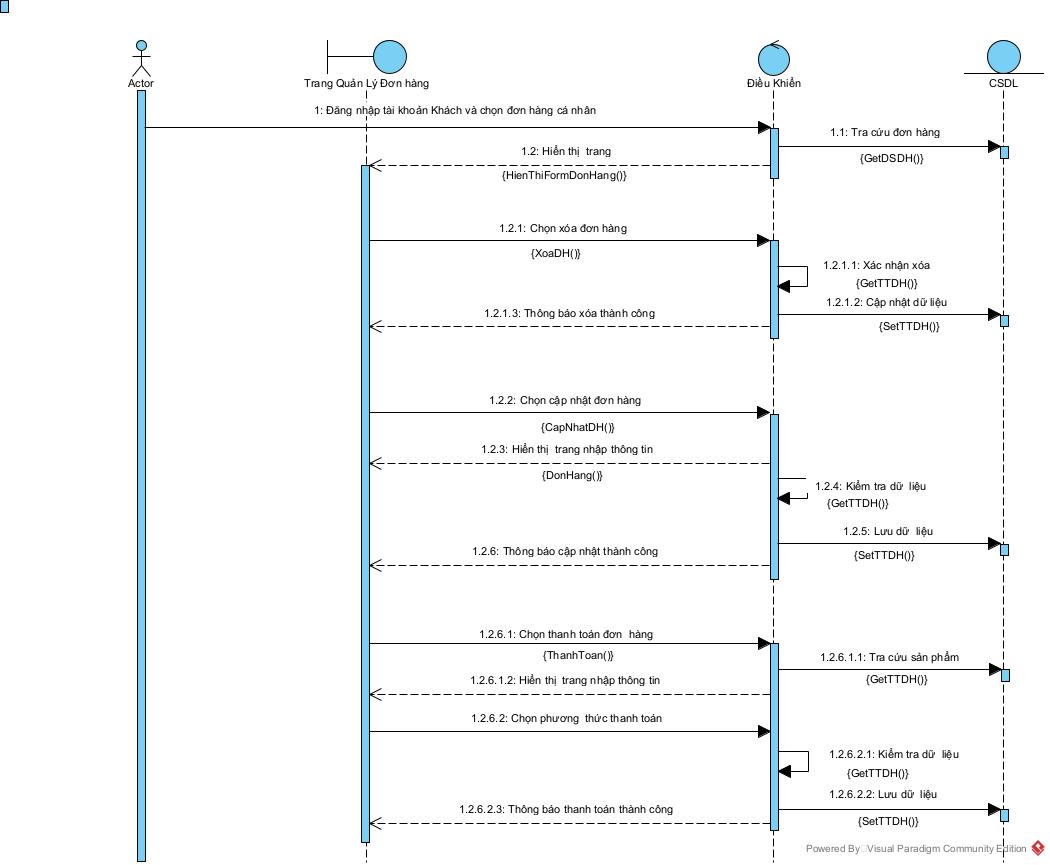 Actor
Trang Quản Lý Đơn hàng
Điều Khiển
CSDL
1: Đăng nhập tài khoản Khách và chọn đơn hàng cá nhân
1.1: Tra cứu đơn hàng
{GetDSDH()}
1.2: Hiển thị trang
{HienThiFormDonHang()}
1.2.1: Chọn xóa đơn hàng
{XoaDH()}
1.2.1.1: Xác nhận xóa
{GetTTDH()}
1.2.1.2: Cập nhật dữ liệu
{SetTTDH()}
1.2.1.3: Thông báo xóa thành công
1.2.2: Chọn cập nhật đơn hàng
{CapNhatDH()}
1.2.3: Hiển thị trang nhập thông tin
{DonHang()}
1.2.4: Kiểm tra dữ liệu
{GetTTDH()}
1.2.5: Lưu dữ liệu
{SetTTDH()}
1.2.6: Thông báo cập nhật thành công
1.2.6.1: Chọn thanh toán đơn hàng
{ThanhToan()}
1.2.6.1.1: Tra cứu sản phẩm
{GetTTDH()}
1.2.6.1.2: Hiển thị trang nhập thông tin
1.2.6.2: Chọn phương thức thanh toán
1.2.6.2.1: Kiểm tra dữ liệu
{GetTTDH()}
1.2.6.2.2: Lưu dữ liệu
{SetTTDH()}
1.2.6.2.3: Thông báo thanh toán thành công
Powered By Visual Paradigm Community Edition